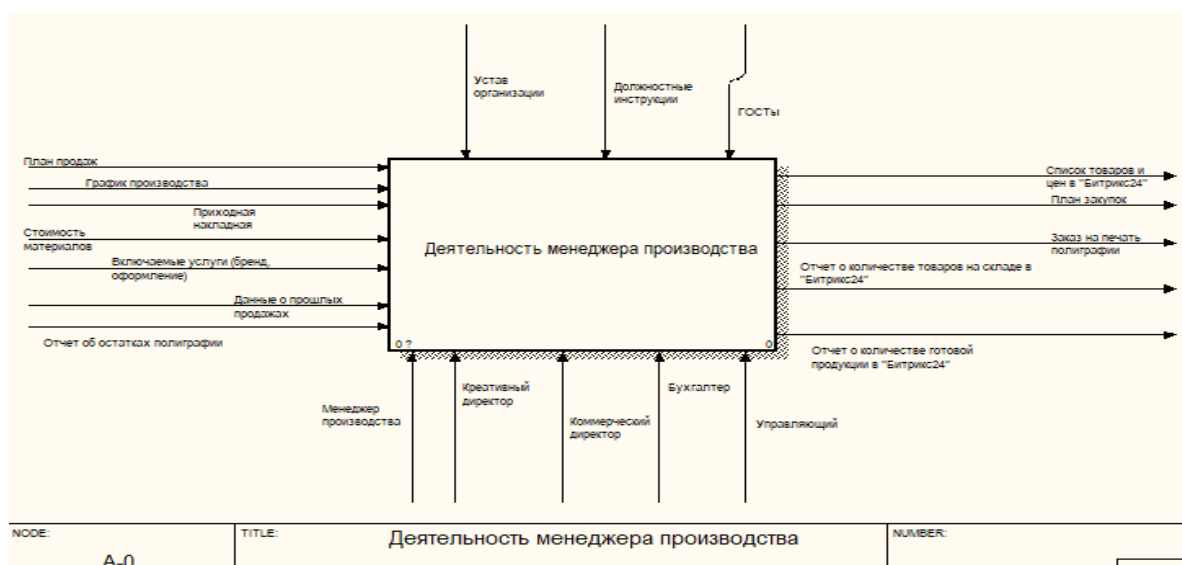 Устав
организации
Должностные
инструкции
ГОСТы
План продаж
График производства
Приходная
накладная
Стоимость
материалов
Включаемые услуги (бренд,
оформление)
Данные о прошлых
продажах
Отчет об остатках полиграфии
Деятельность менеджера производства
0 ?
0
Список товаров и
цен в "Битрикс24"
План закупок
Заказ на печать
полиграфии
Отчет о количестве товаров на складе в
"Битрикс24"
Отчет о количестве готовой
продукции в "Битрикс24"
Менеджер
производства
Креативный
директор
Коммерческий
директор
Бухгалтер
Управляющий
NODE:
A-0
TITLE:
Деятельность менеджера производства
NUMBER: